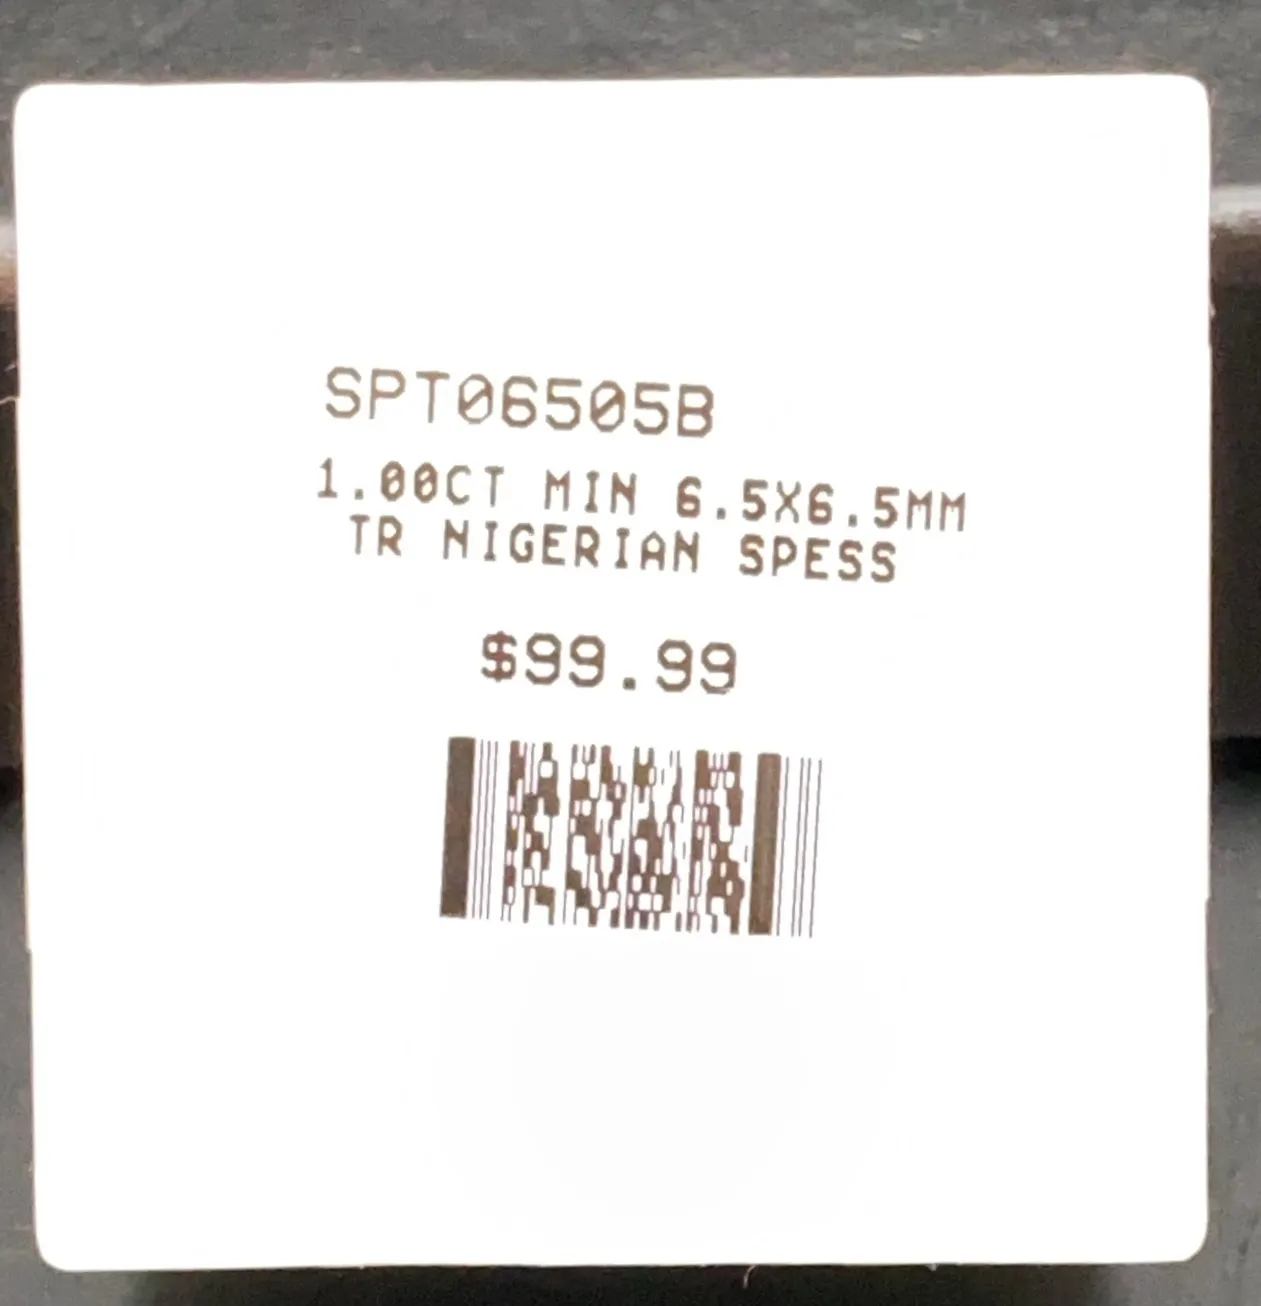 SPT06505B
1.00CT MIN 6.5X6.5MM
TR NIGERIAN SPESS
$99.99